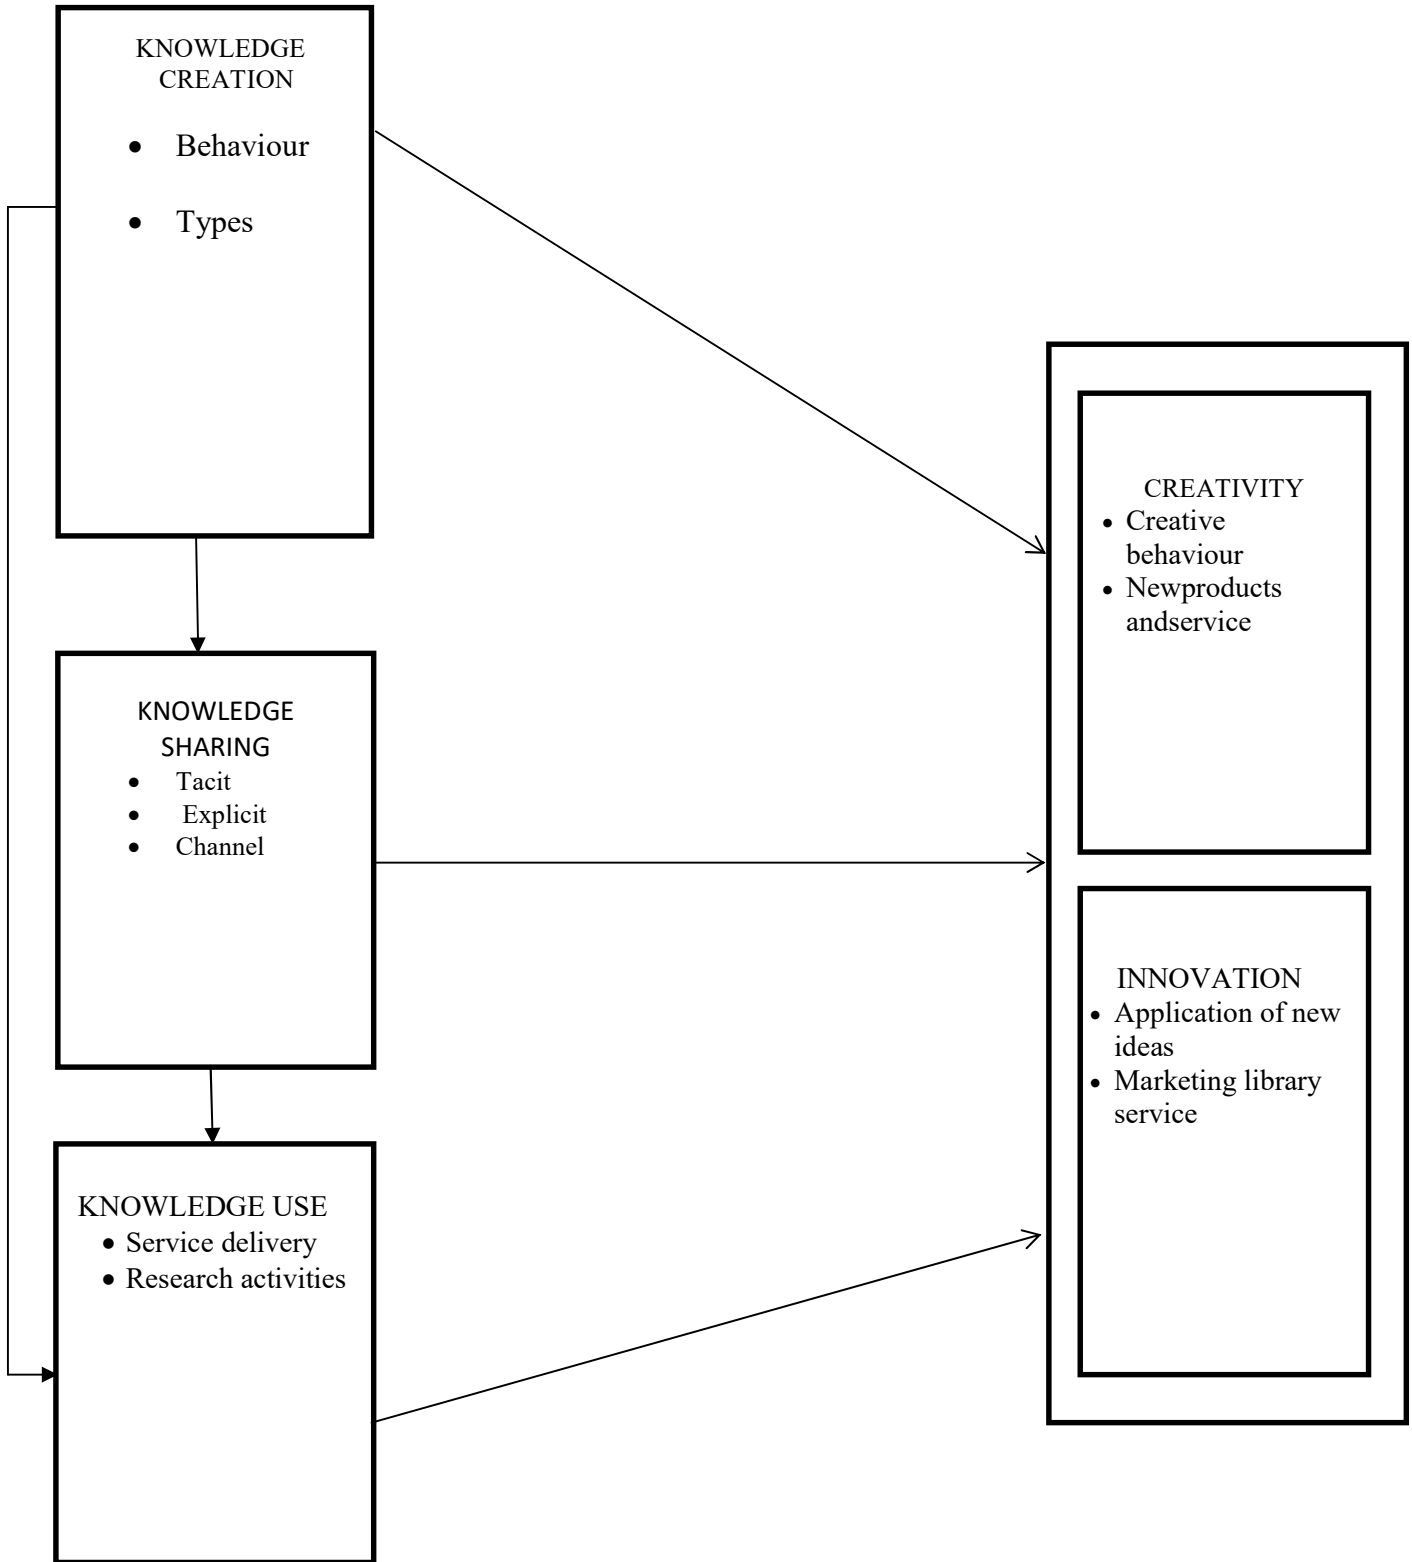 KNOWLEDGE
CREATION
• Behaviour
• Types
KNOWLEDGE
SHARING
• Tacit
• Explicit
• Channel
KNOWLEDGE USE
• Service delivery
• Research activities
CREATIVITY
• Creative
behaviour
• Newproducts
andservice
INNOVATION
• Application of new
ideas
• Marketing library
service